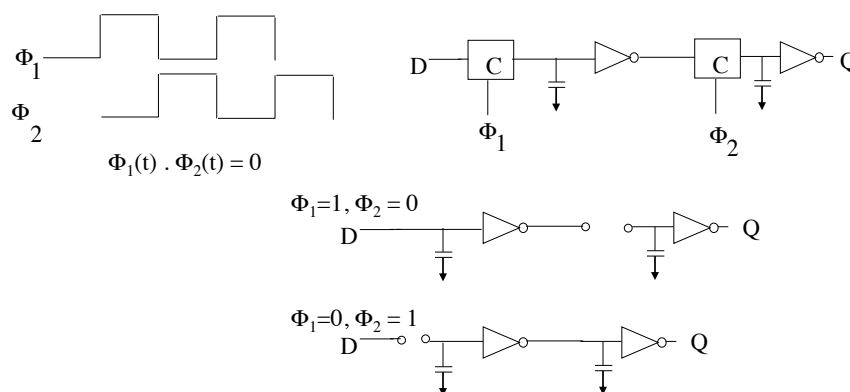 Φ1
Φ2
Φ1(t) . Φ2(t) = 0
D C C Q
Φ1 Φ2
Φ1=1, Φ2 = 0
D Q
Φ1=0, Φ2 = 1
D Q